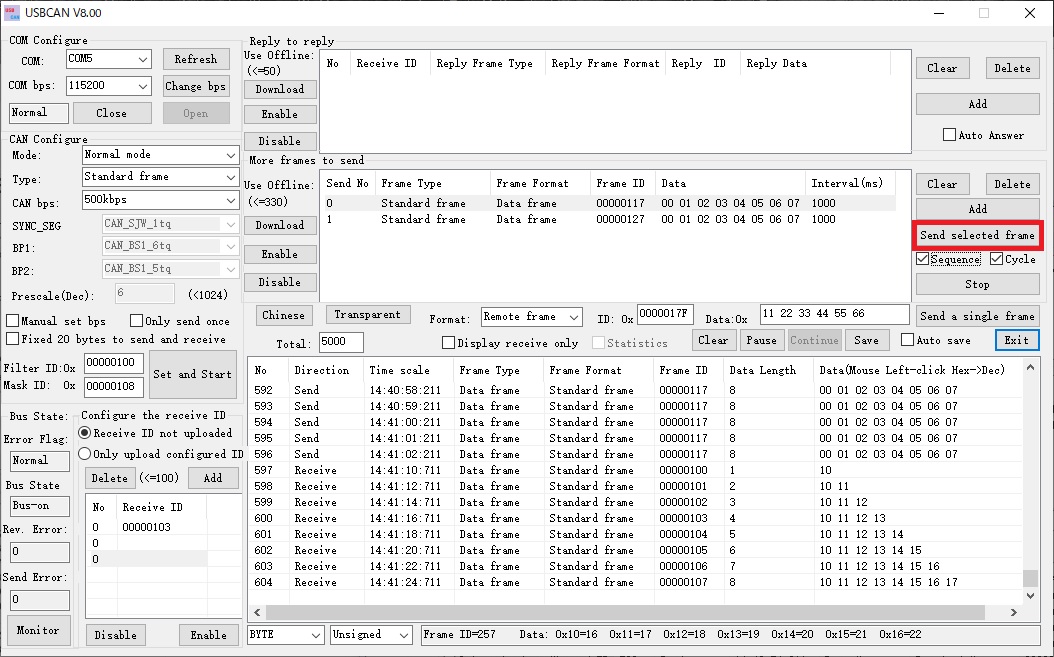 USBCAN V8.00
COM Configure
COM: COM5 Refresh
COM bps: 115200 Change bps
Normal Close Open
CAN Configure
Mode: Normal mode
Type: Standard frame
CAN bps: 500kbps
SYNC_SEG CAN_SJW_1tq
BP1: CAN_BS1_6tq
BP2: CAN_BS1_5tq
Prescale(Dec): 6 (<1024)
Manual set bps Only send once
Fixed 20 bytes to send and receive
Filter ID:0x 00000100
Mask ID: 0x 00000108
Set and Start
Bus State:
Error Flag:
Normal
Bus State
Bus-on
Rev. Error:
0
Send Error:
0
Monitor
Configure the receive ID
Receive ID not uploaded
Only upload configured ID
Delete (<=100) Add
No Receive ID
0 00000103
0
0
Disable Enable
Reply to reply
Use Offline:
(<=50)
Download
Enable
Disable
No Receive ID Reply Frame Type Reply Frame Format Reply ID Reply Data
Clear Delete
Add
Auto Answer
More frames to send
Use Offline:
(<=330)
Download
Enable
Disable
Send No Frame Type Frame Format Frame ID Data Interval(ms)
0 Standard frame Data frame 00000117 00 01 02 03 04 05 06 07 1000
1 Standard frame Data frame 00000127 00 01 02 03 04 05 06 07 1000
Clear Delete
Add
Send selected frame
Sequence Cycle
Stop
Chinese Transparent Format: Remote frame ID: 0x 0000017F Data:0x 11 22 33 44 55 66 Send a single frame
Total: 5000 Display receive only Statistics Clear Pause Continue Save Auto save Exit
No Direction Time scale Frame Type Frame Format Frame ID Data Length Data(Mouse Left-click Hex->Dec)
592 Send 14:40:58:211 Data frame Standard frame 00000117 8 00 01 02 03 04 05 06 07
593 Send 14:40:59:211 Data frame Standard frame 00000117 8 00 01 02 03 04 05 06 07
594 Send 14:41:00:211 Data frame Standard frame 00000117 8 00 01 02 03 04 05 06 07
595 Send 14:41:01:211 Data frame Standard frame 00000117 8 00 01 02 03 04 05 06 07
596 Send 14:41:02:211 Data frame Standard frame 00000117 8 00 01 02 03 04 05 06 07
597 Receive 14:41:10:711 Data frame Standard frame 00000100 1 10
598 Receive 14:41:12:711 Data frame Standard frame 00000101 2 10 11
599 Receive 14:41:14:711 Data frame Standard frame 00000102 3 10 11 12
600 Receive 14:41:16:711 Data frame Standard frame 00000103 4 10 11 12 13
601 Receive 14:41:18:711 Data frame Standard frame 00000104 5 10 11 12 13 14
602 Receive 14:41:20:711 Data frame Standard frame 00000105 6 10 11 12 13 14 15
603 Receive 14:41:22:711 Data frame Standard frame 00000106 7 10 11 12 13 14 15 16
604 Receive 14:41:24:711 Data frame Standard frame 00000107 8 10 11 12 13 14 15 16 17
BYTE Unsigned Frame ID=257 Data: 0x10=16 0x11=17 0x12=18 0x13=19 0x14=20 0x15=21 0x16=22